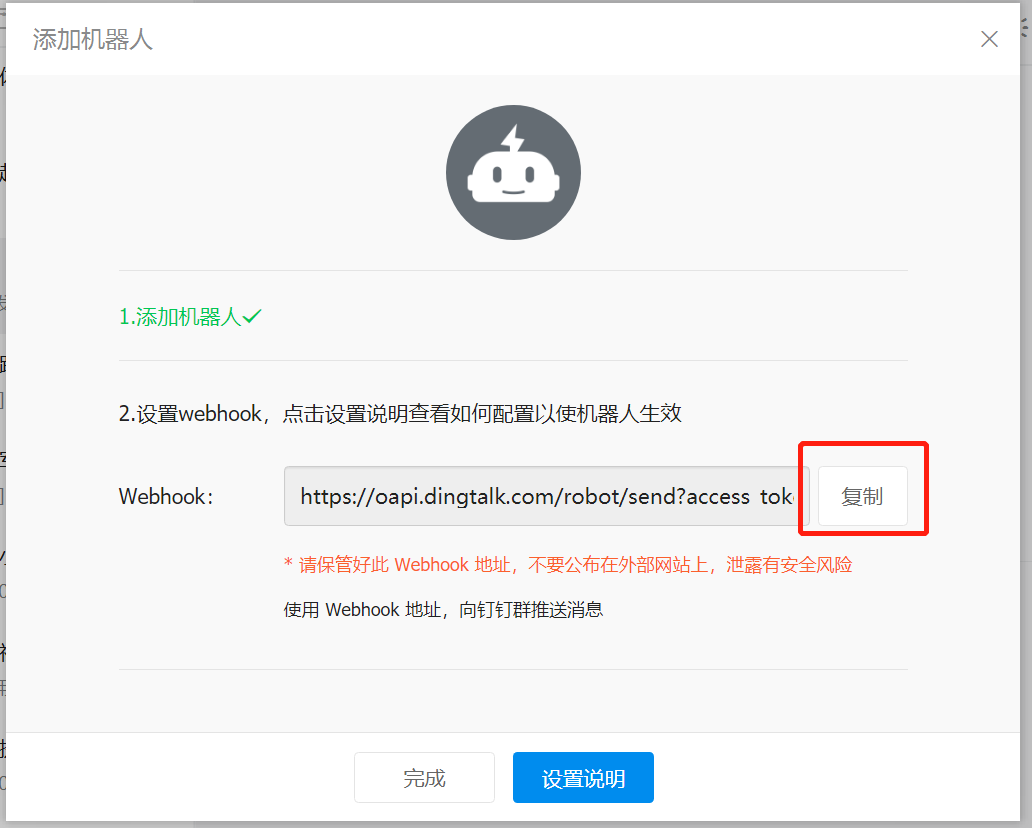 添加机器人
1.添加机器人
2.设置webhook，点击设置说明查看如何配置以使机器人生效
Webhook：
https://oapi.dingtalk.com/robot/send?access_tok
复制
* 请保管好此 Webhook 地址，不要公布在外部网站上，泄露有安全风险
使用 Webhook 地址，向钉钉群推送消息
完成
设置说明